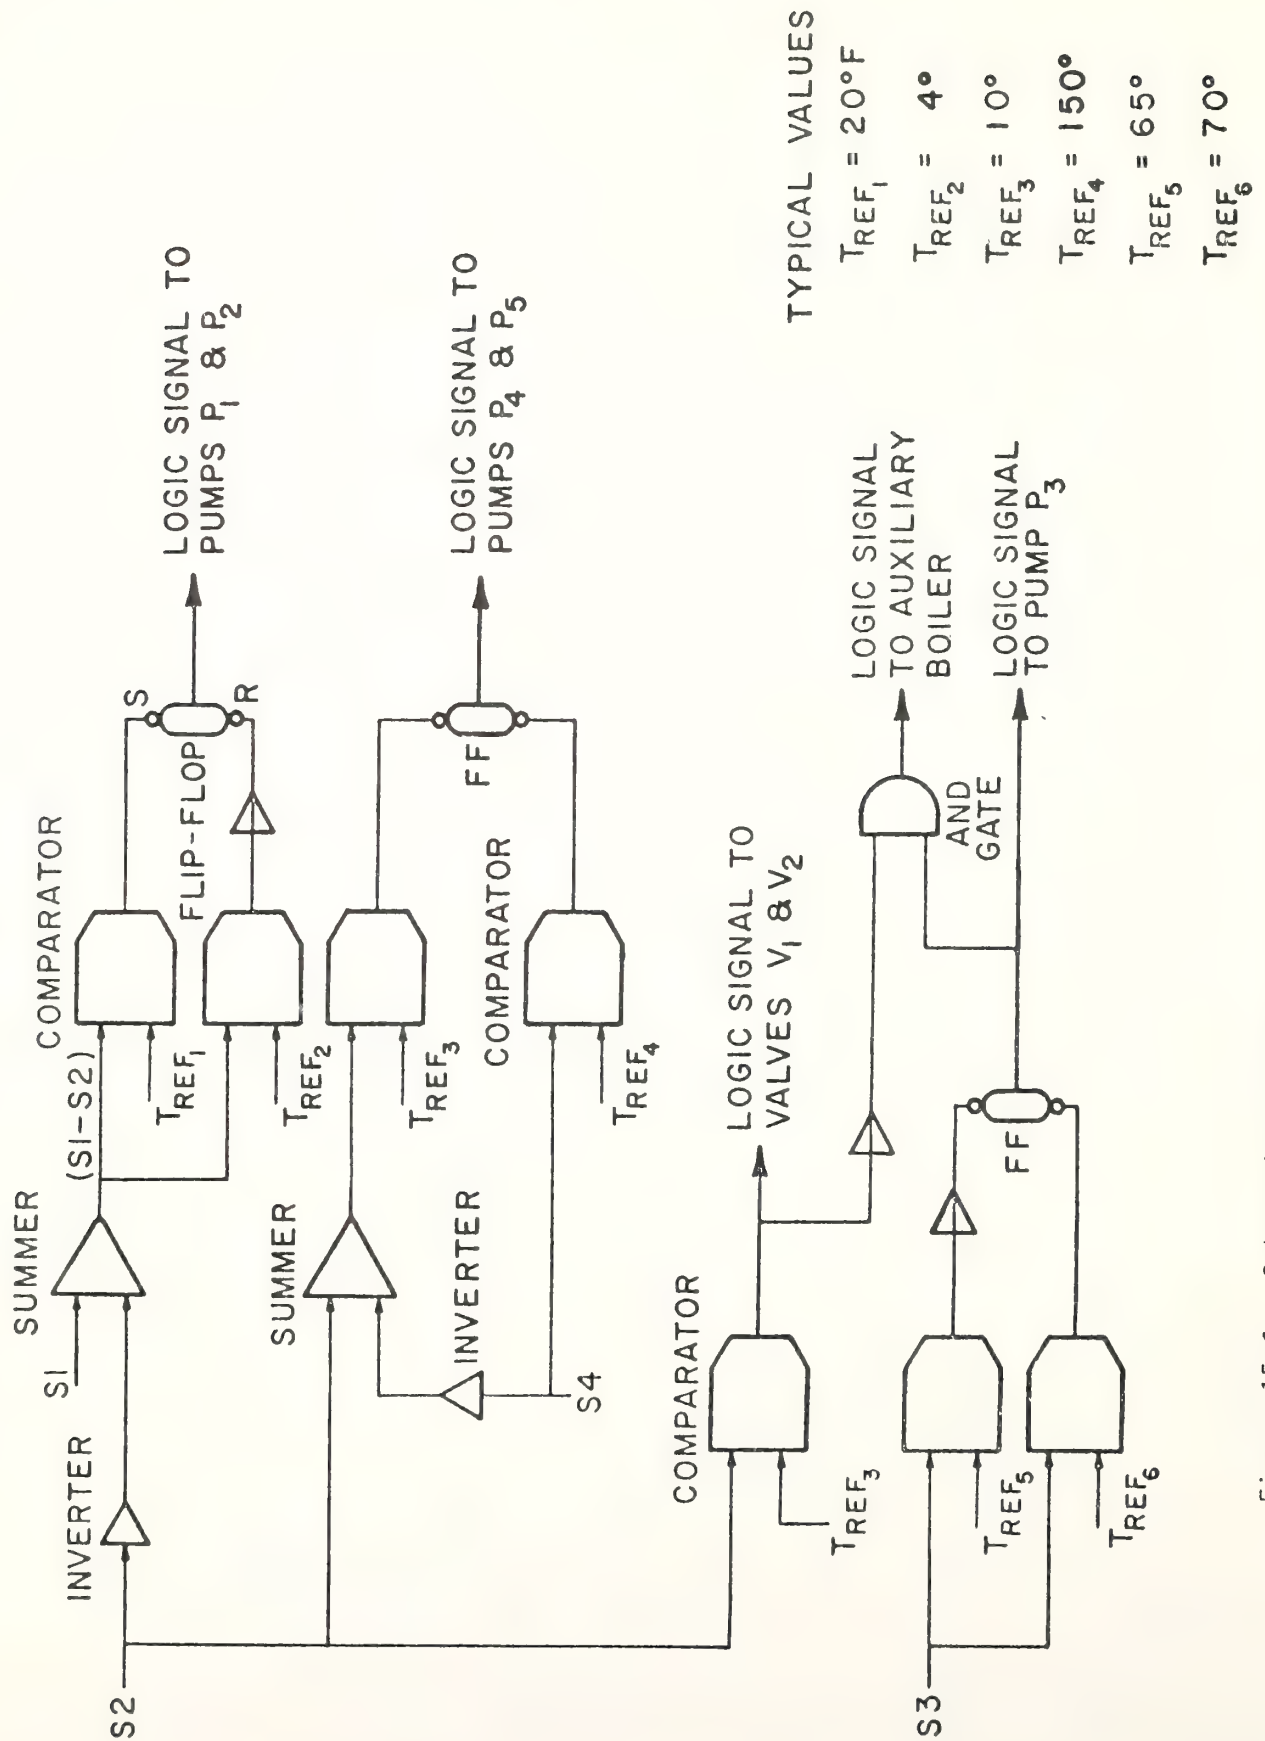 S2
INVERTER
S1
SUMMER
(S1-S2)
COMPARATOR
TREF1
TREF2
FLIP-FLOP
S
R
LOGIC SIGNAL TO
PUMPS P1 & P2
SUMMER
INVERTER
S4
TREF3
COMPARATOR
TREF4
FF
LOGIC SIGNAL TO
PUMPS P4 & P5
COMPARATOR
TREF3
LOGIC SIGNAL TO
VALVES V1 & V2
AND
GATE
LOGIC SIGNAL
TO AUXILIARY
BOILER
S3
TREF5
TREF6
FF
LOGIC SIGNAL
TO PUMP P3
TYPICAL VALUES
TREF1 = 20°F
TREF2 = 4°
TREF3 = 10°
TREF4 = 150°
TREF5 = 65°
TREF6 = 70°